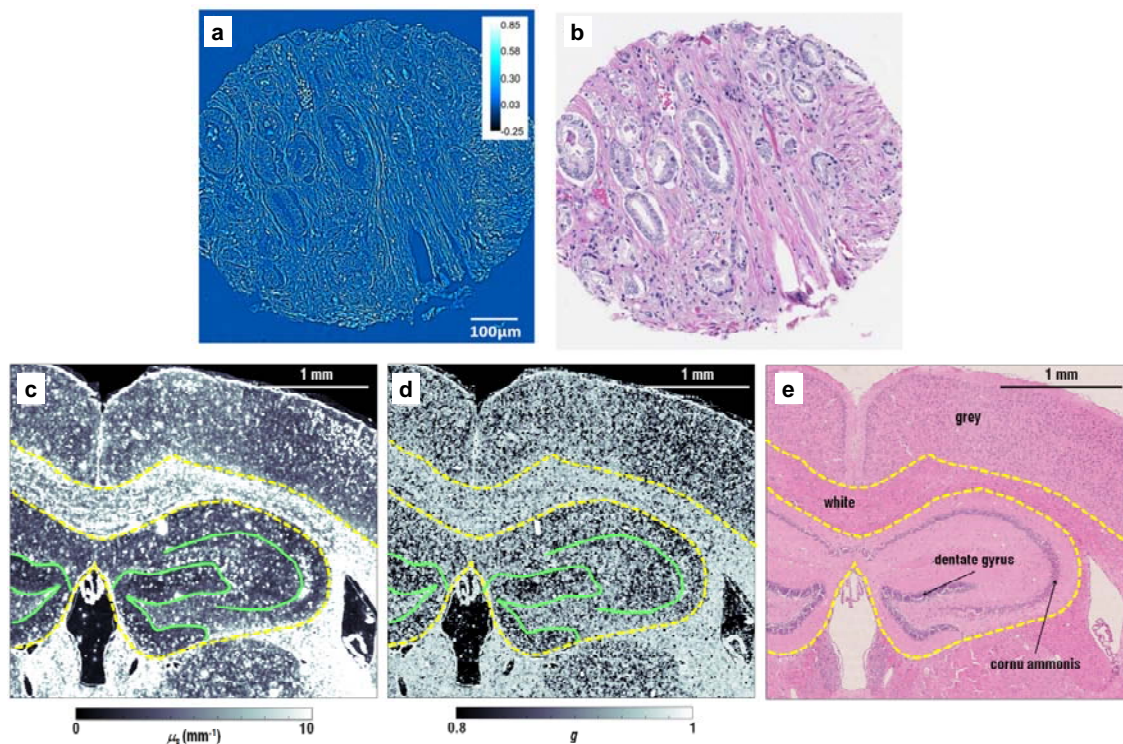 a
0.85
0.58
0.30
0.03
-0.25
100µm
b
c
1 mm
d
1 mm
e
1 mm
grey
white
dentate gyrus
cornu ammonis
0
10
µs (mm-1)
0.8
1
g